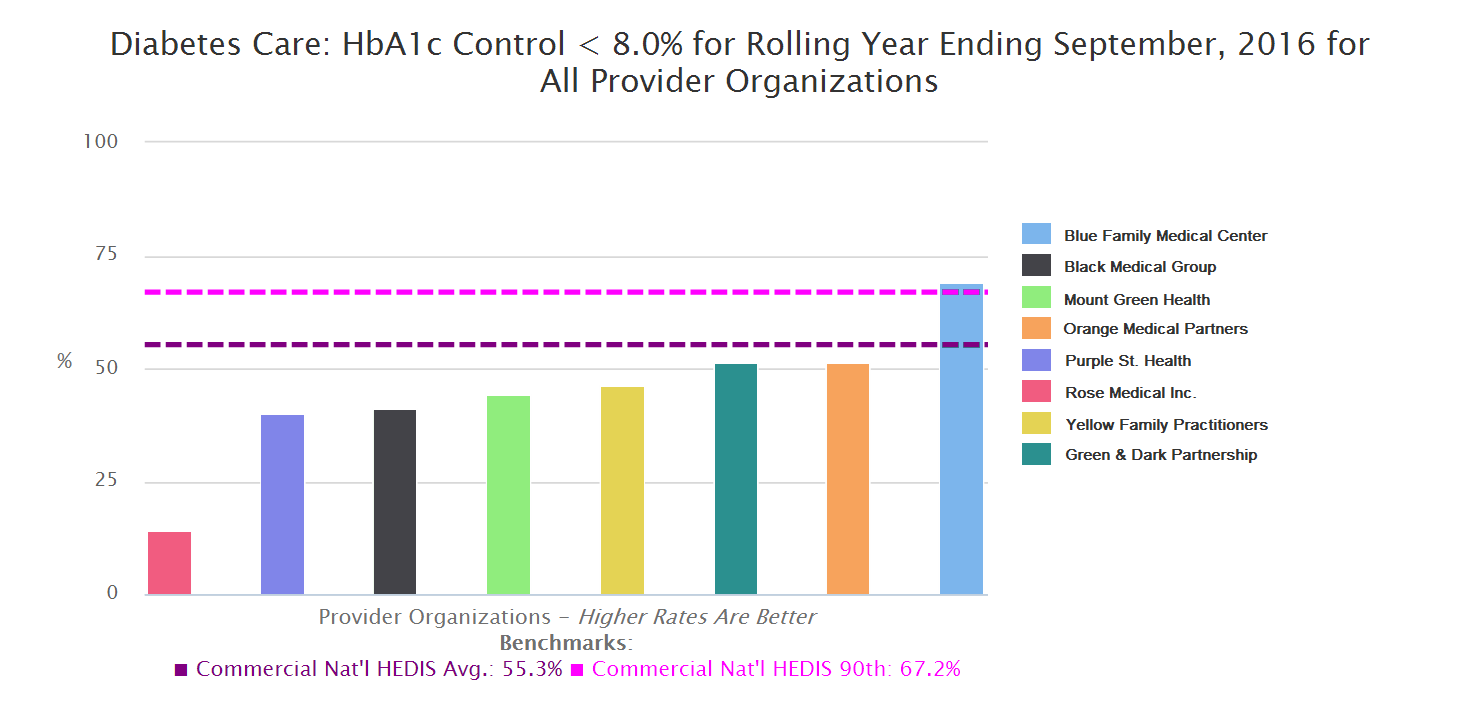 Diabetes Care: HbA1c Control < 8.0% for Rolling Year Ending September, 2016 for
All Provider Organizations
100
75
%
50
25
0
Blue Family Medical Center
Black Medical Group
Mount Green Health
Orange Medical Partners
Purple St. Health
Rose Medical Inc.
Yellow Family Practitioners
Green & Dark Partnership
Provider Organizations – Higher Rates Are Better
Benchmarks:
Commercial Nat'l HEDIS Avg.: 55.3% Commercial Nat'l HEDIS 90th: 67.2%